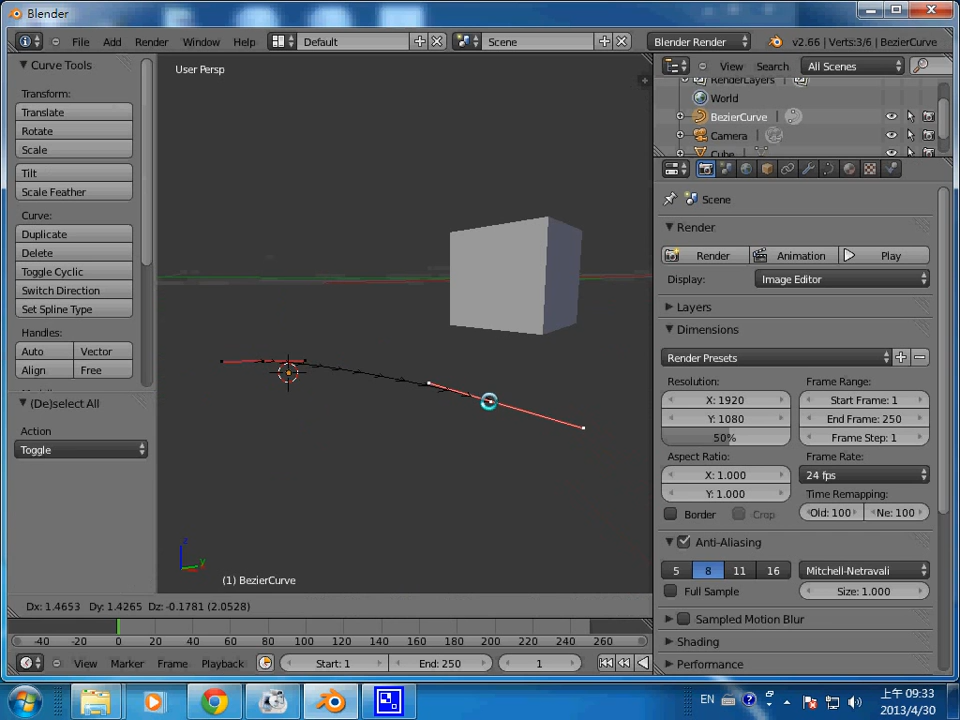 Blender
File Add Render Window Help Default Scene Blender Render v2.66 | Verts:3/6 | BezierCurve
Curve Tools
Transform:
Translate
Rotate
Scale
Tilt
Scale Feather
Curve:
Duplicate
Delete
Toggle Cyclic
Switch Direction
Set Spline Type
Handles:
Auto Vector
Align Free
(De)select All
Action
Toggle
User Persp
z
y
(1) BezierCurve
Dx: 1.4653 Dy: 1.4265 Dz: -0.1781 (2.0528)
-40 -20 0 20 40 60 80 100 120 140 160 180 200 220 240 260
View Marker Frame Playback Start: 1 End: 250 1
View Search All Scenes
RenderLayers
World
BezierCurve
Camera
Cube
Scene
Render
Render Animation Play
Display: Image Editor
Layers
Dimensions
Render Presets
Resolution: Frame Range:
X: 1920 Start Frame: 1
Y: 1080 End Frame: 250
50% Frame Step: 1
Aspect Ratio: Frame Rate:
X: 1.000 24 fps
Y: 1.000 Time Remapping:
Border Crop Old: 100 Ne: 100
Anti-Aliasing
5 8 11 16 Mitchell-Netravali
Full Sample Size: 1.000
Sampled Motion Blur
Shading
Performance
EN 上午 09:33
2013/4/30